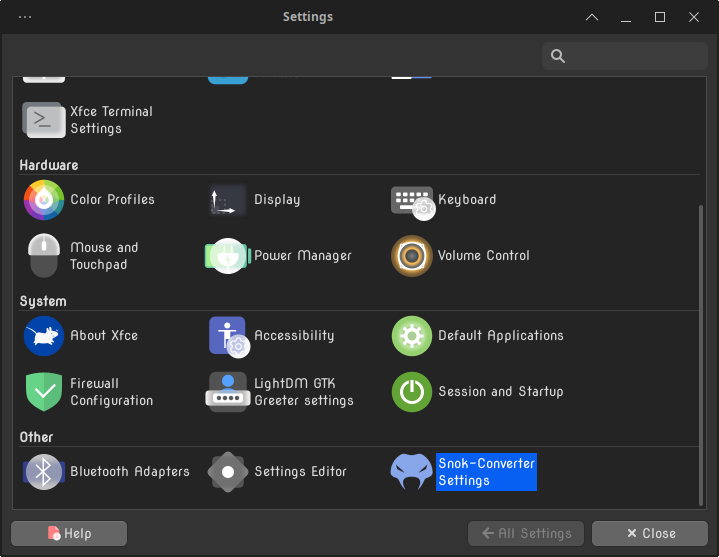 Settings
Xfce Terminal
Settings
Hardware
Color Profiles
Display
Keyboard
Mouse and
Touchpad
Power Manager
Volume Control
System
About Xfce
Accessibility
Default Applications
Firewall
Configuration
LightDM GTK
Greeter settings
Session and Startup
Other
Bluetooth Adapters
Settings Editor
Snok-Converter
Settings
Help
All Settings
Close